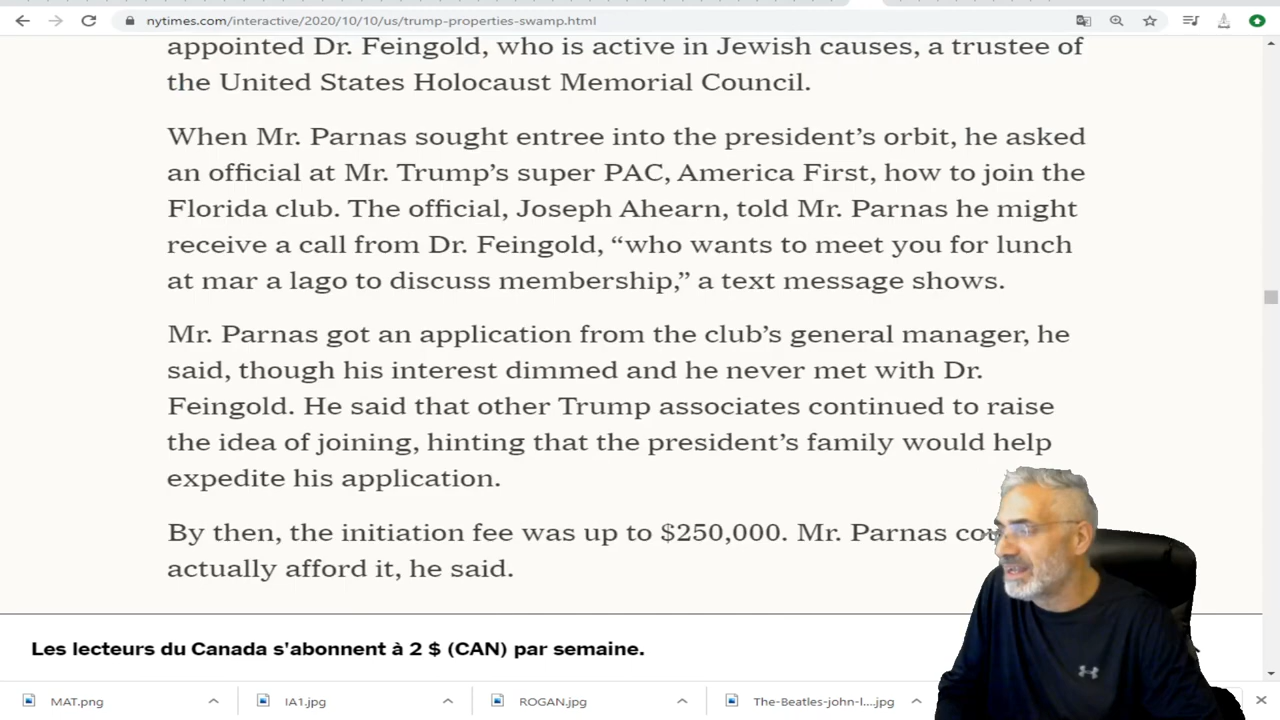 nytimes.com/interactive/2020/10/10/us/trump-properties-swamp.html
appointed Dr. Feingold, who is active in Jewish causes, a trustee of
the United States Holocaust Memorial Council.
When Mr. Parnas sought entree into the president’s orbit, he asked
an official at Mr. Trump’s super PAC, America First, how to join the
Florida club. The official, Joseph Ahearn, told Mr. Parnas he might
receive a call from Dr. Feingold, “who wants to meet you for lunch
at mar a lago to discuss membership,” a text message shows.
Mr. Parnas got an application from the club’s general manager, he
said, though his interest dimmed and he never met with Dr.
Feingold. He said that other Trump associates continued to raise
the idea of joining, hinting that the president’s family would help
expedite his application.
By then, the initiation fee was up to $250,000. Mr. Parnas
actually afford it, he said.
Les lecteurs du Canada s'abonnent à 2 $ (CAN) par semaine.
MAT.png
IA1.jpg
ROGAN.jpg
The-Beatles-john-l....jpg